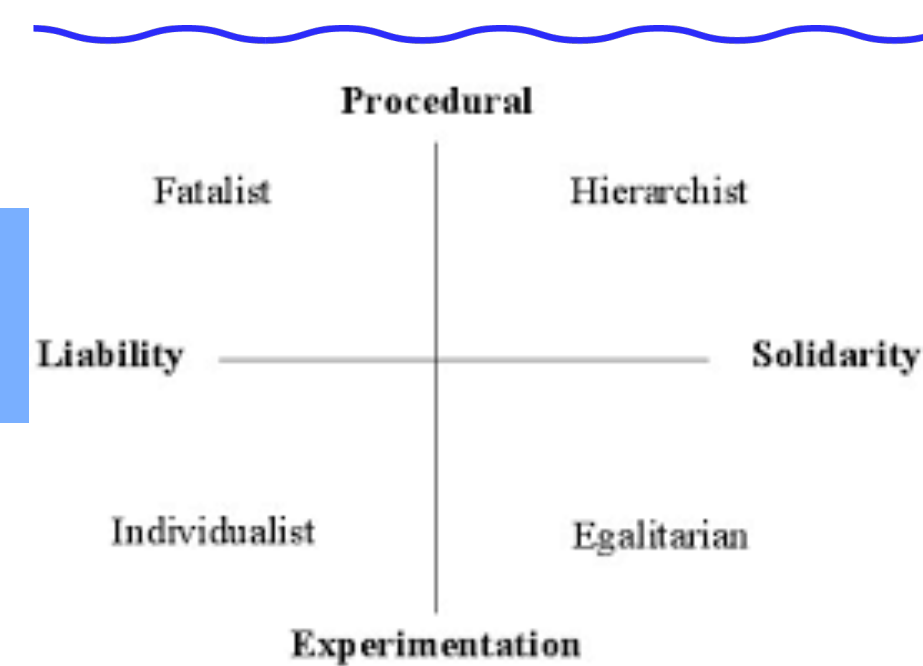 Procedural
Fatalist
Hierarchist
Liability
Solidarity
Individualist
Egalitarian
Experimentation